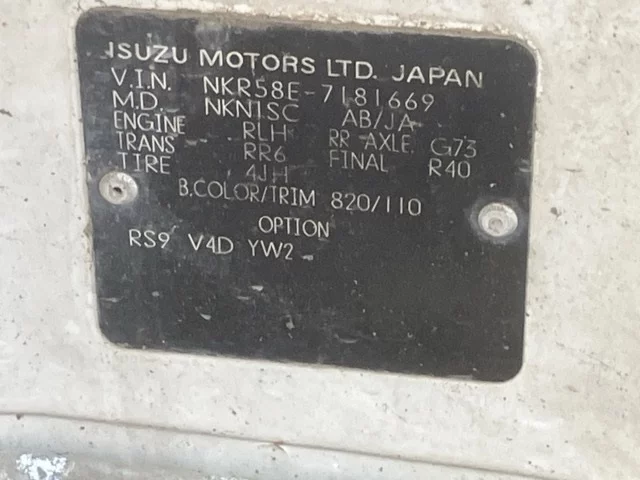 ISUZU MOTORS LTD. JAPAN
V.I.N. NKR58E-7181669
M.D. NKN1SC AB/JA
ENGINE RLH RR AXLE. G73
TRANS RR6 FINAL R40
TIRE 4JH
B.COLOR/TRIM 820/110
OPTION
RS9 V4D YW2